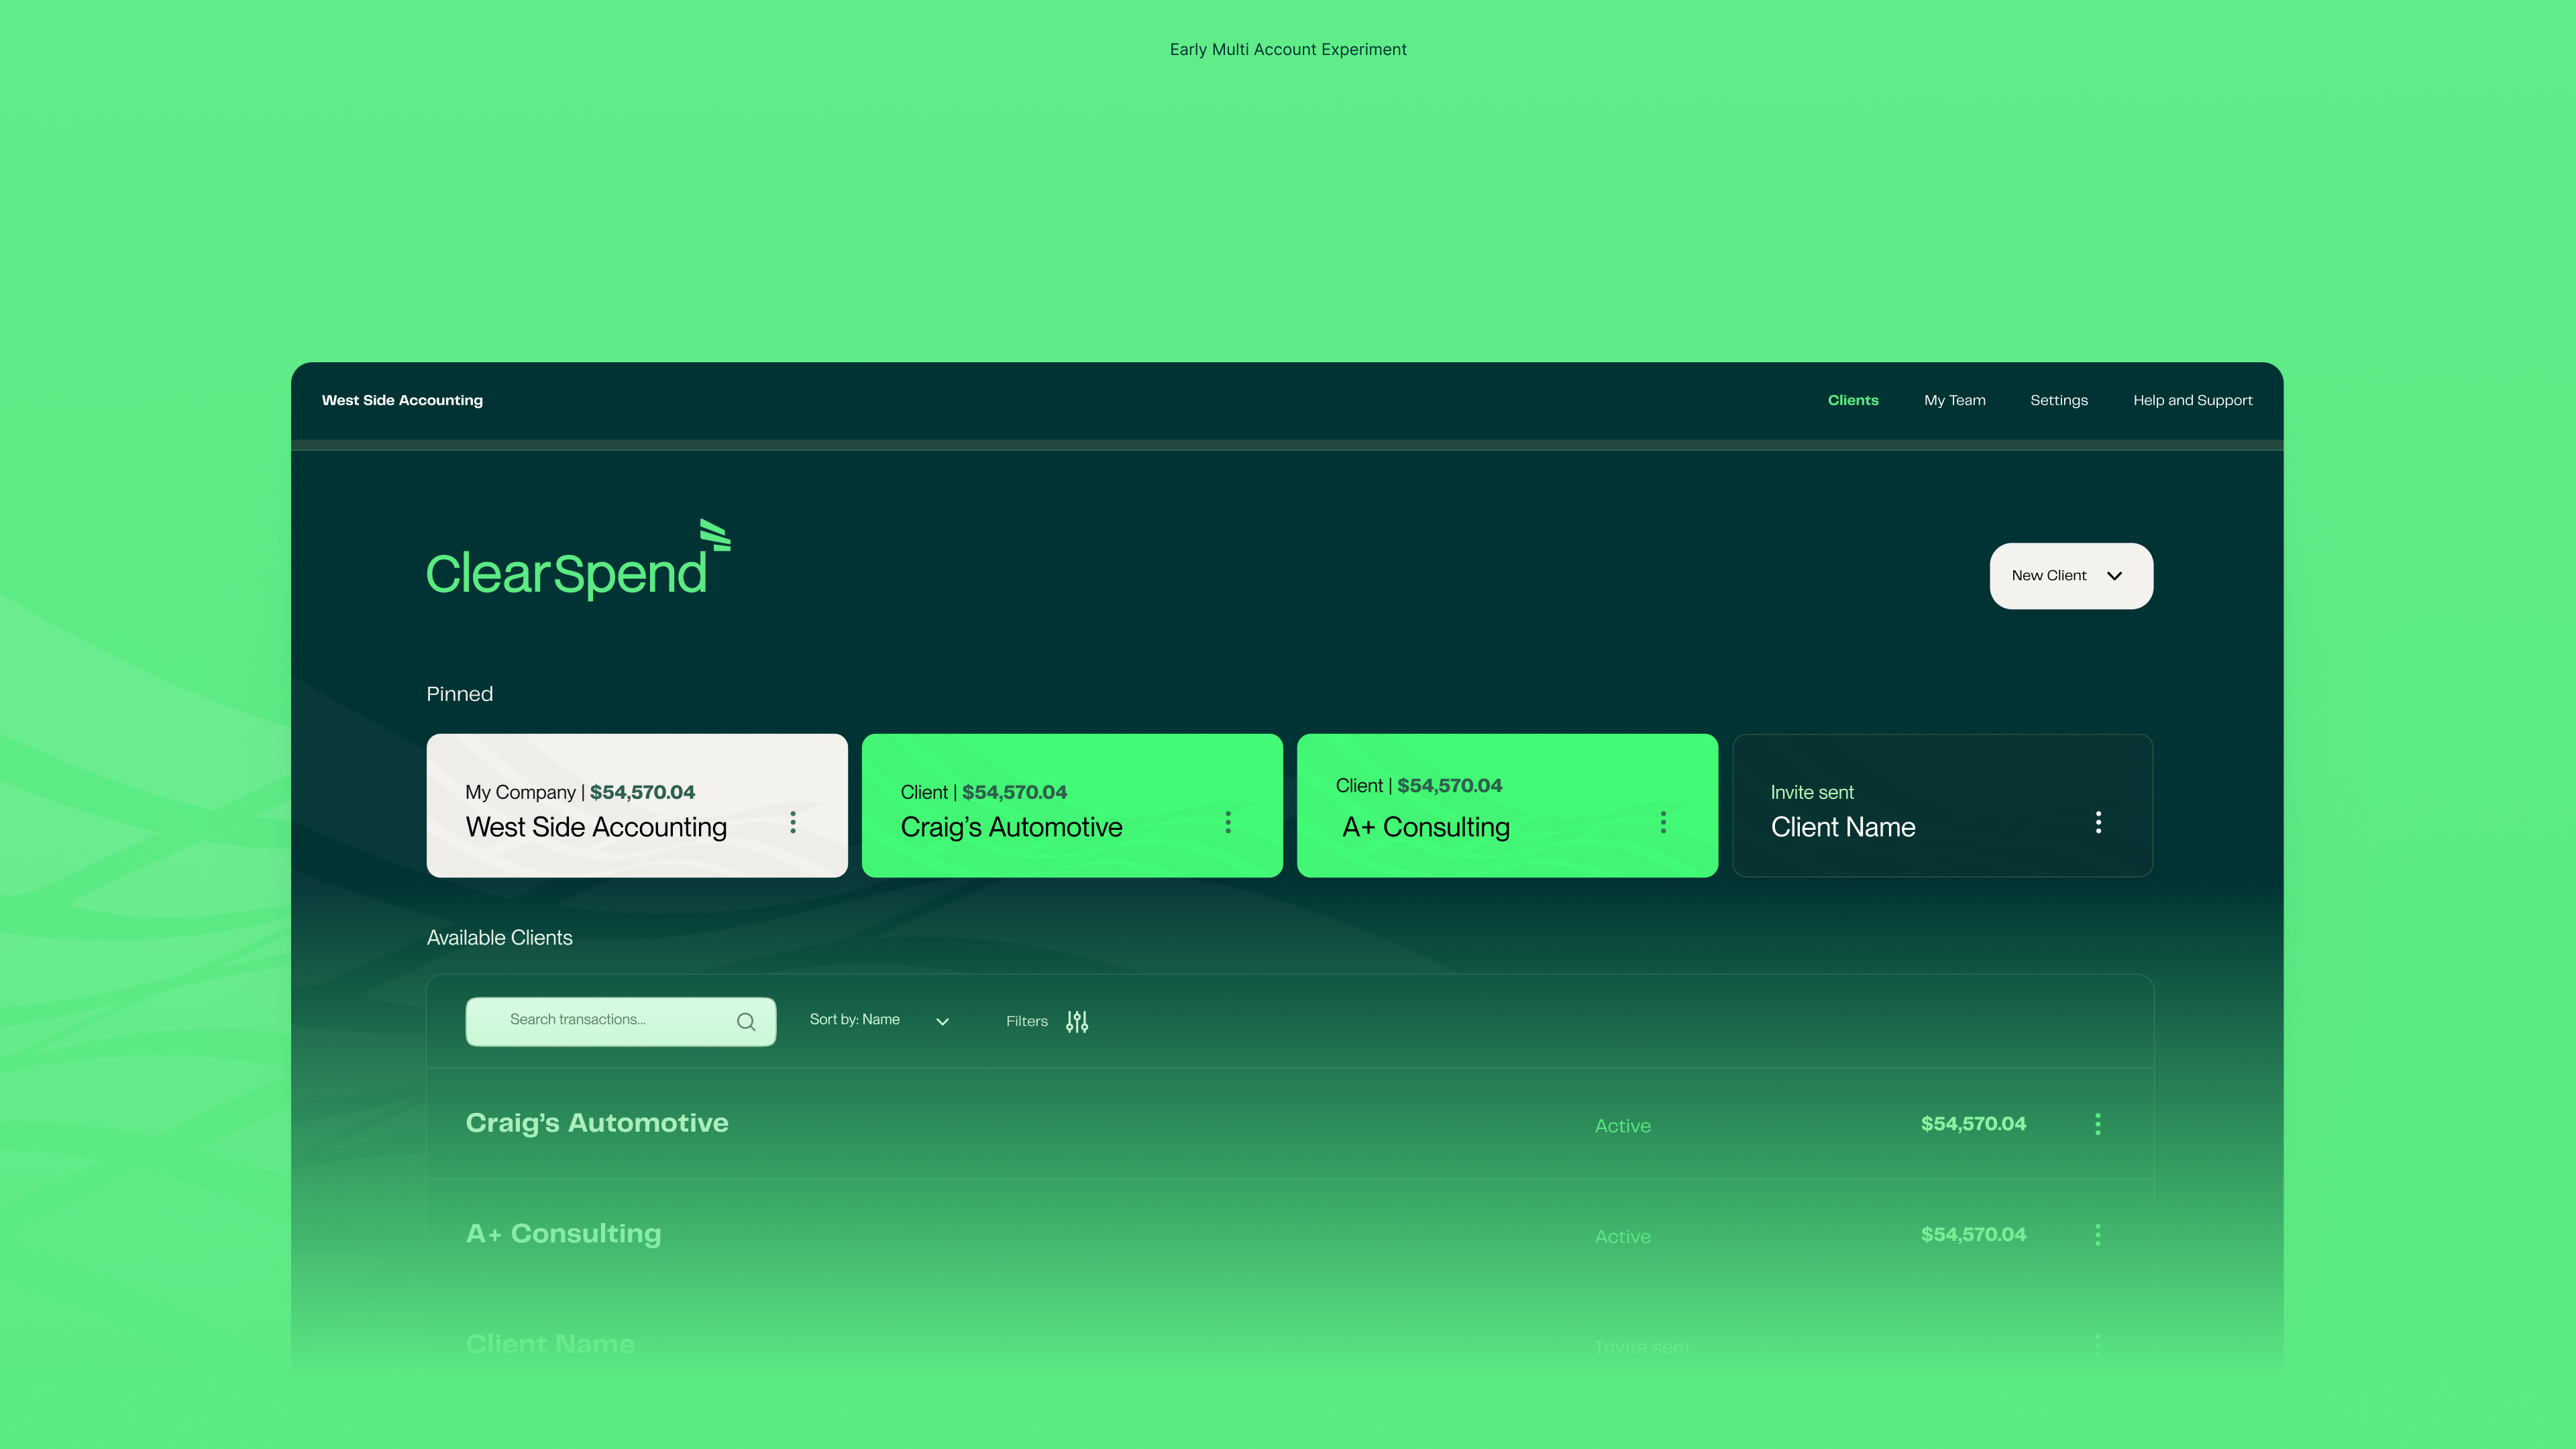 Early Multi Account Experiment
West Side Accounting
Clients
My Team
Settings
Help and Support
ClearSpend
New Client
Pinned
My Company | $54,570.04
West Side Accounting
Client | $54,570.04
Craig’s Automotive
Client | $54,570.04
A+ Consulting
Invite sent
Client Name
Available Clients
Search transactions...
Sort by: Name
Filters
Craig’s Automotive
Active
$54,570.04
A+ Consulting
Active
$54,570.04
Client Name
Invite sent